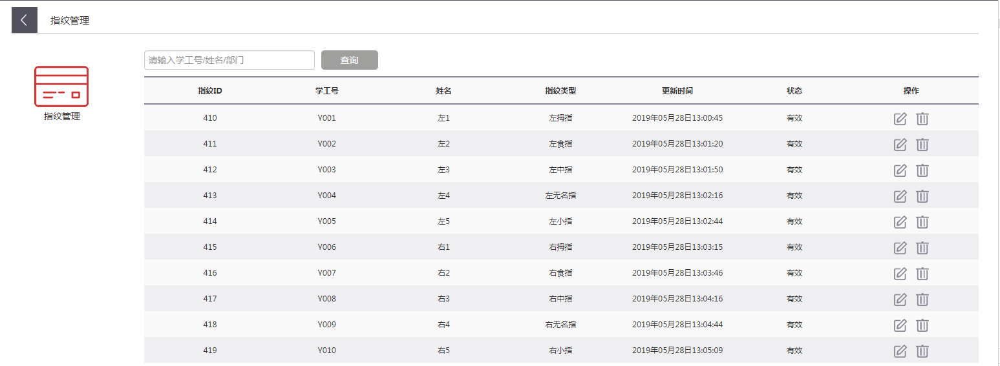 指纹管理
请输入学工号/姓名/部门 查询
指纹管理
指纹ID 学工号 姓名 指纹类型 更新时间 状态 操作
410 Y001 左1 左拇指 2019年05月28日13:00:45 有效
411 Y002 左2 左食指 2019年05月28日13:01:20 有效
412 Y003 左3 左中指 2019年05月28日13:01:50 有效
413 Y004 左4 左无名指 2019年05月28日13:02:16 有效
414 Y005 左5 左小指 2019年05月28日13:02:44 有效
415 Y006 右1 右拇指 2019年05月28日13:03:15 有效
416 Y007 右2 右食指 2019年05月28日13:03:46 有效
417 Y008 右3 右中指 2019年05月28日13:04:16 有效
418 Y009 右4 右无名指 2019年05月28日13:04:44 有效
419 Y010 右5 右小指 2019年05月28日13:05:09 有效